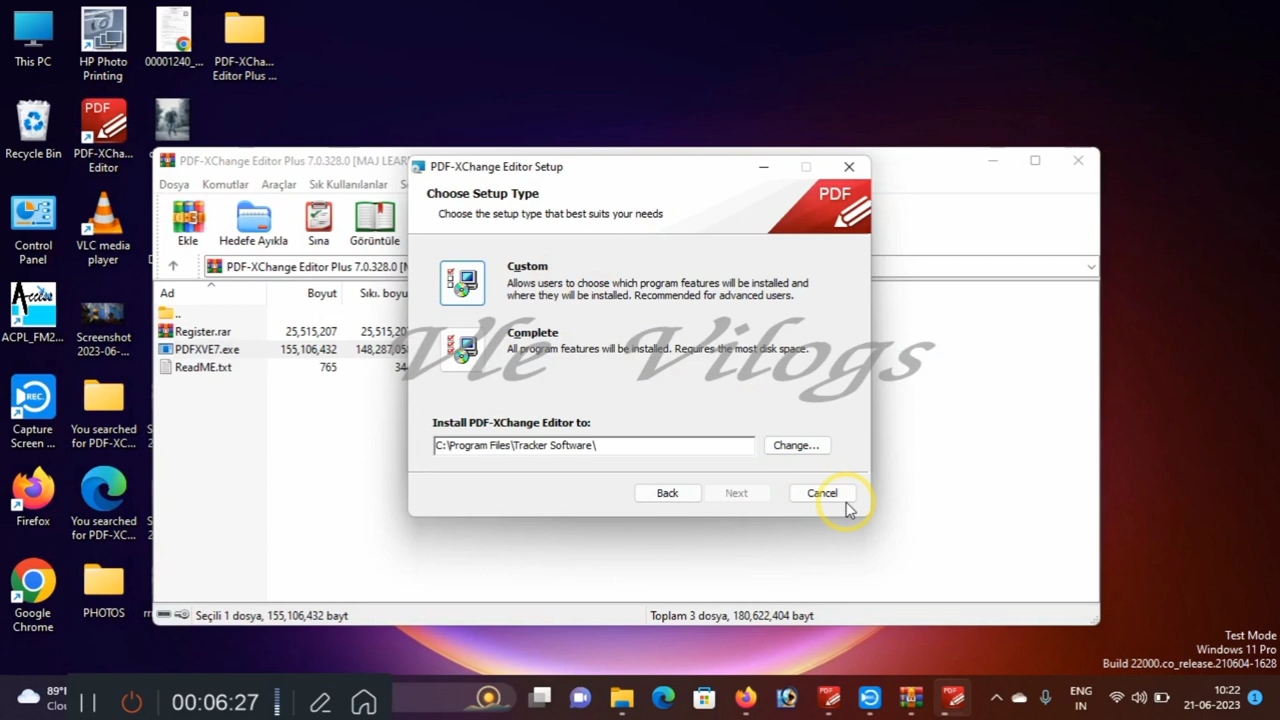 This PC
HP Photo
Printing
00001240_...
PDF-XCha...
Editor Plus ...
Recycle Bin
PDF
PDF-XCha...
Editor
Control
Panel
VLC media
player
ACPL_FM2...
Screenshot
2023-06-...
REC
Capture
Screen ...
You searched
for PDF-XC...
Firefox
You searched
for PDF-XC...
Google
Chrome
PHOTOS
PDF-XChange Editor Plus 7.0.328.0 [MAJ LEAR
Dosya Komutlar Araçlar Sık Kullanılanlar
Ekle Hedefe Ayıkla Sına Görüntüle
PDF-XChange Editor Plus 7.0.328.0 [M
Ad Boyut Sıkı. boyu
..
Register.rar 25,515,207 25,515,207
PDFXVE7.exe 155,106,432 148,287,058
ReadME.txt 765 34
Seçili 1 dosya, 155,106,432 bayt
Toplam 3 dosya, 180,622,404 bayt
PDF-XChange Editor Setup
Choose Setup Type
Choose the setup type that best suits your needs
PDF
Custom
Allows users to choose which program features will be installed and
where they will be installed. Recommended for advanced users.
Complete
All program features will be installed. Requires the most disk space.
Vle Vilogs
Install PDF-XChange Editor to:
C:\Program Files\Tracker Software\
Change...
Back Next Cancel
Test Mode
Windows 11 Pro
Build 22000.co_release.210604-1628
89°F
Clou
00:06:27
ENG
IN
10:22
21-06-2023
1